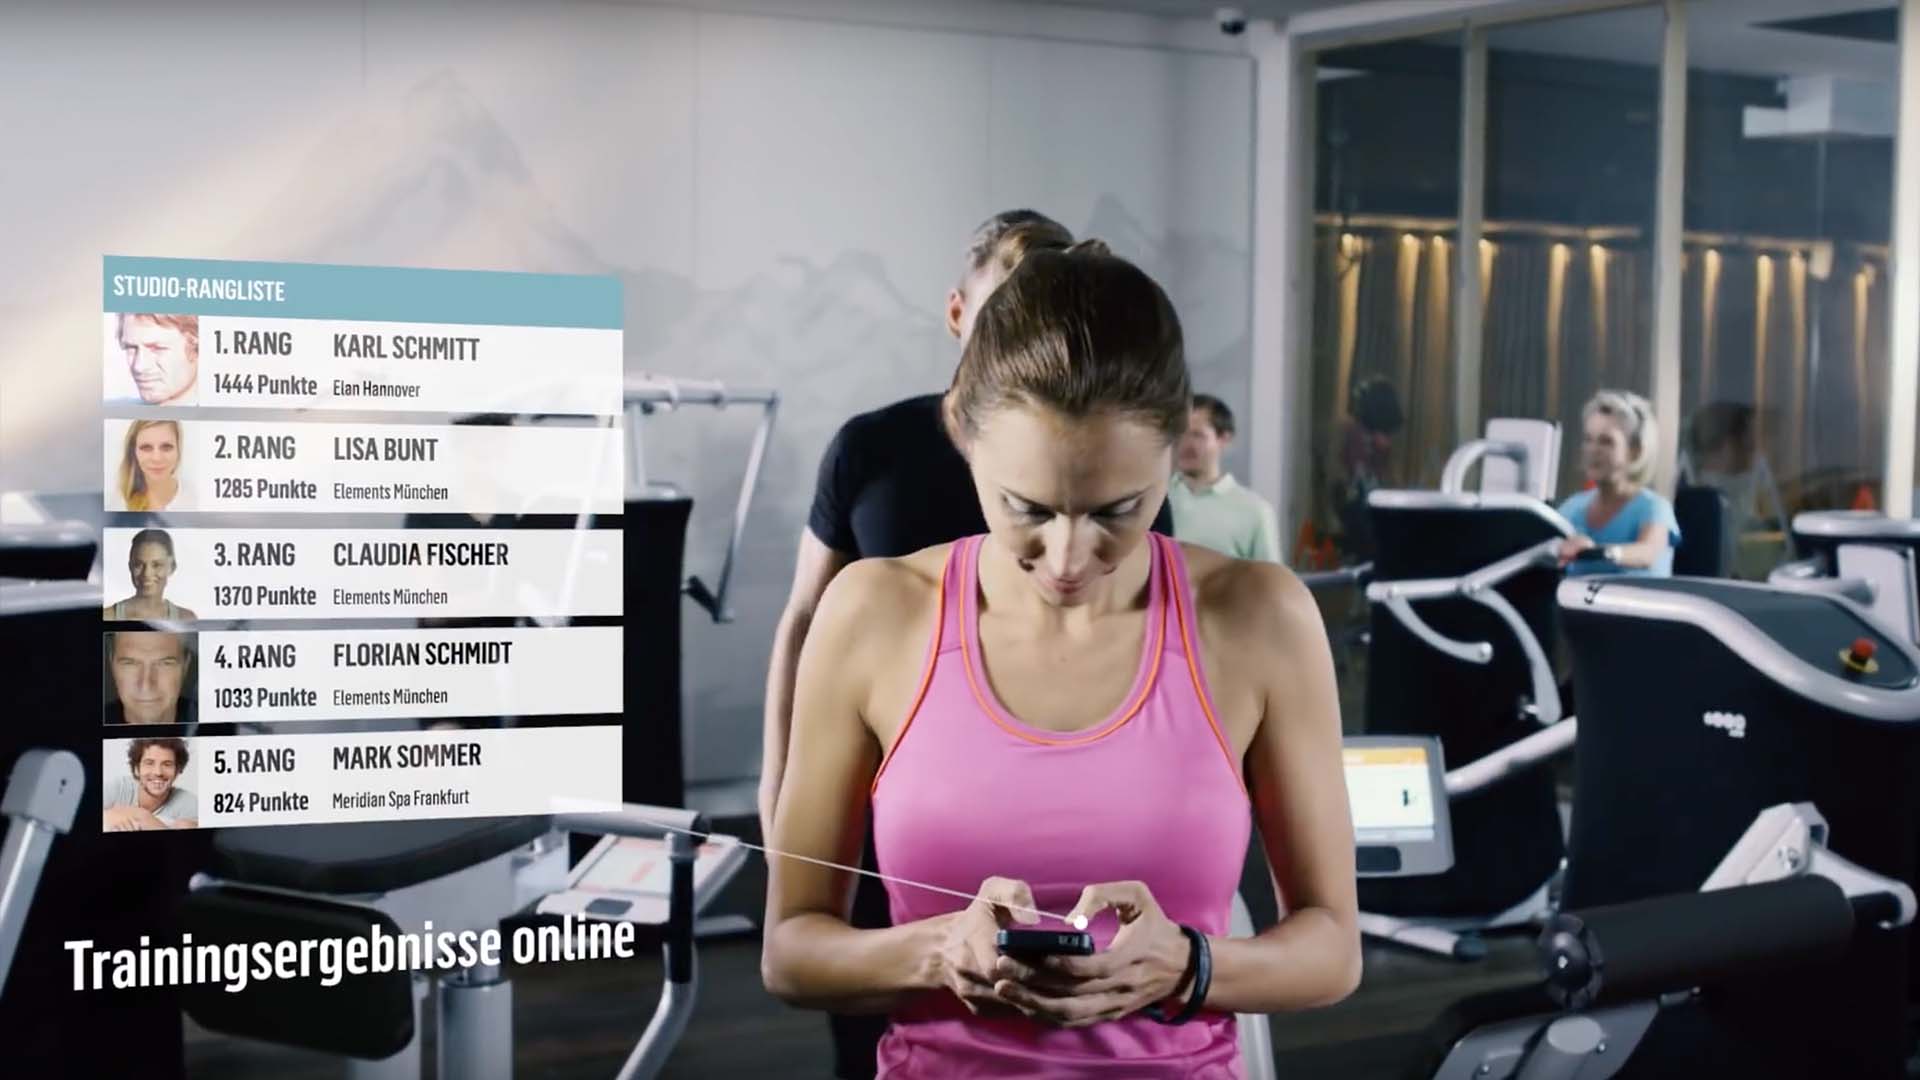 STUDIO-RANGLISTE
1. RANG KARL SCHMITT
1444 Punkte Elan Hannover
2. RANG LISA BUNT
1285 Punkte Elements München
3. RANG CLAUDIA FISCHER
1370 Punkte Elements München
4. RANG FLORIAN SCHMIDT
1033 Punkte Elements München
5. RANG MARK SOMMER
824 Punkte Meridian Spa Frankfurt
Trainingsergebnisse online